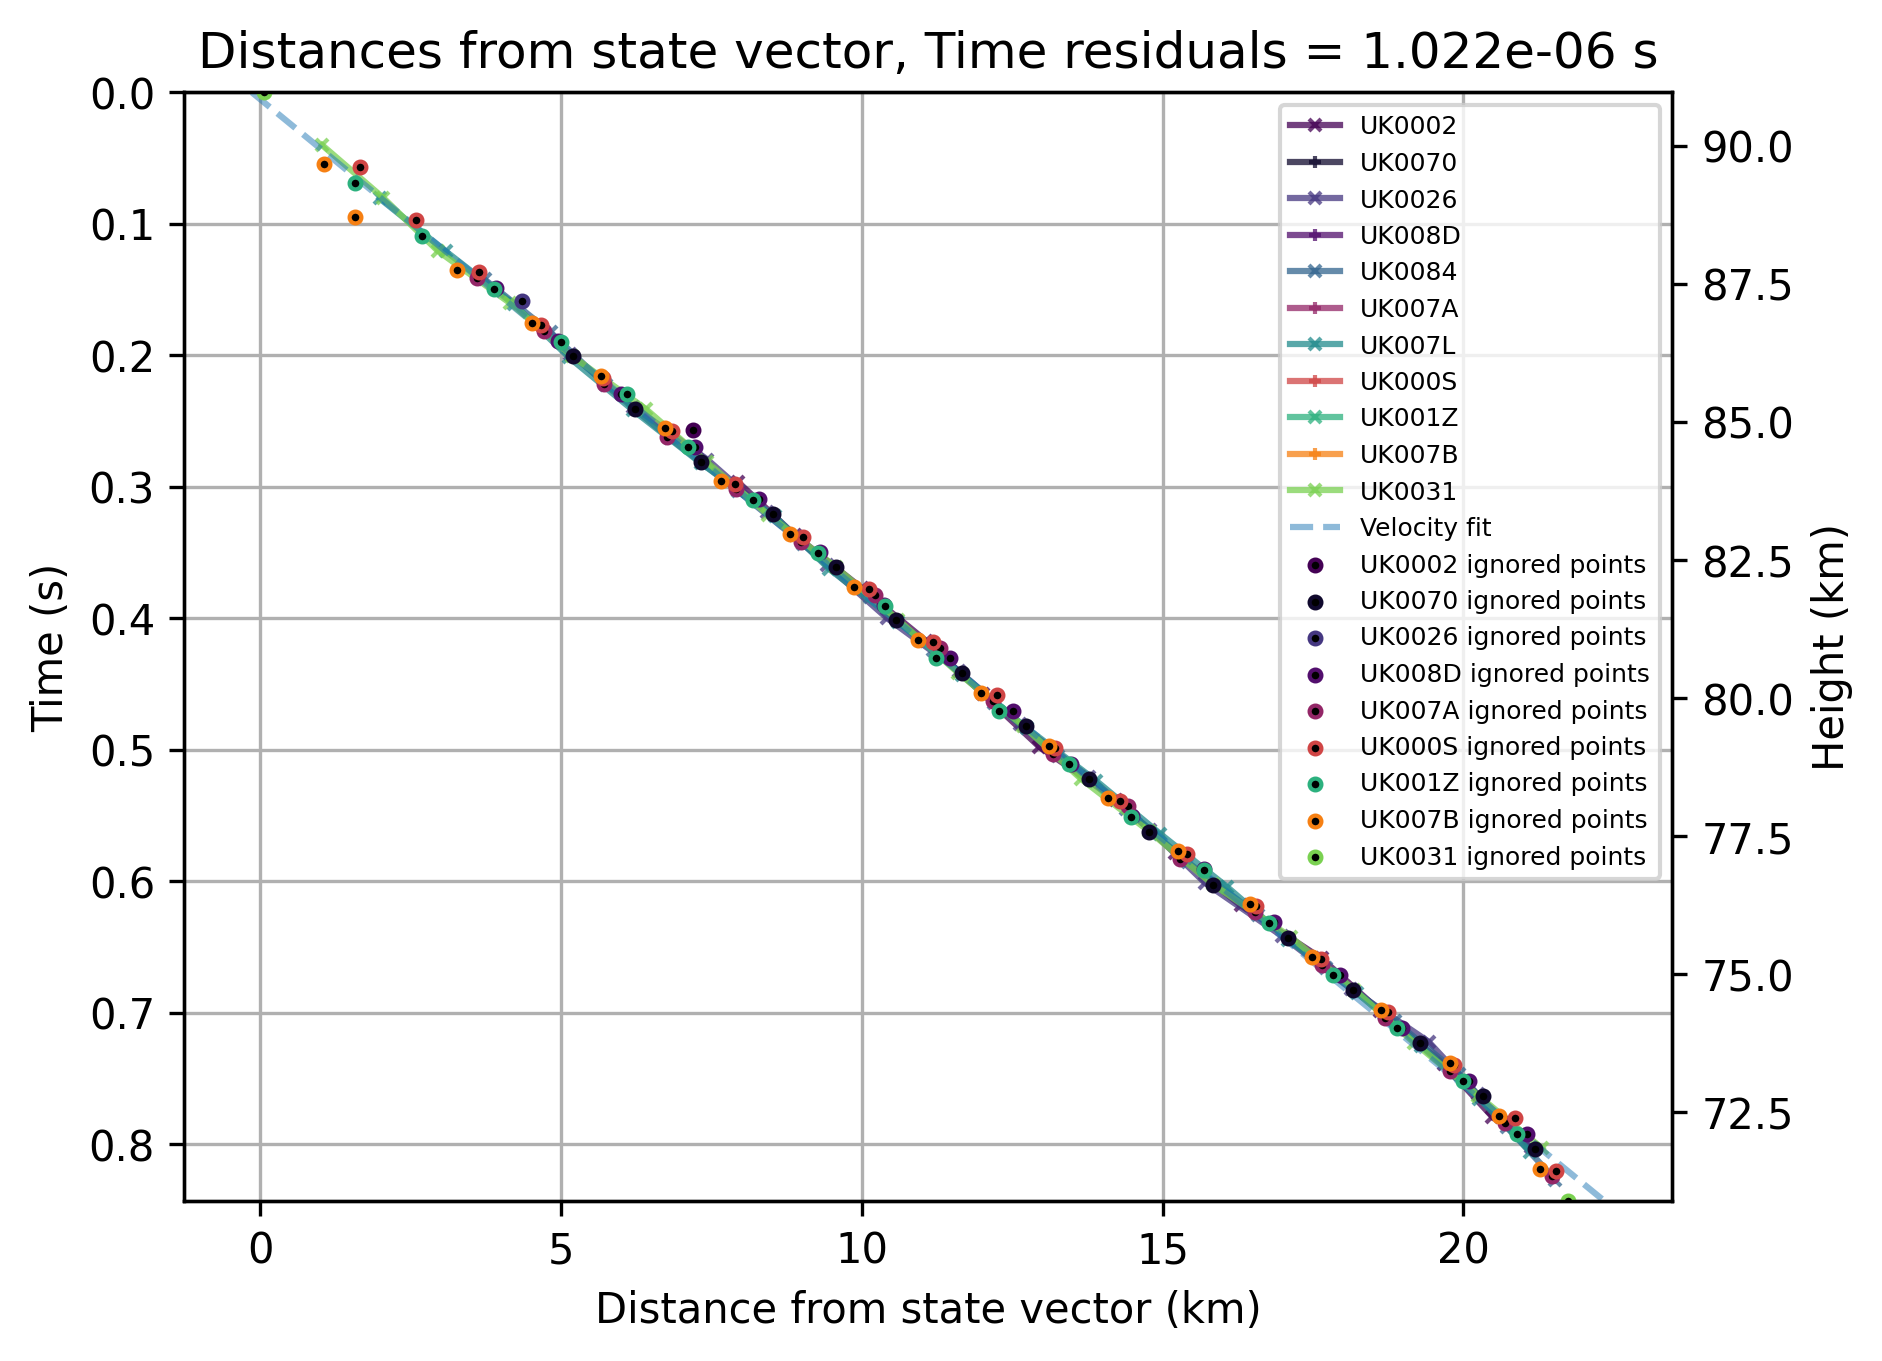 Distances from state vector, Time residuals = 1.022e-06 s
0.0
0.1
0.2
0.3
0.4
0.5
0.6
0.7
0.8
Time (s)
UK0002
UK0070
UK0026
UK008D
UK0084
UK007A
UK007L
UK000S
UK001Z
UK007B
UK0031
Velocity fit
UK0002 ignored points
UK0070 ignored points
UK0026 ignored points
UK008D ignored points
UK007A ignored points
UK000S ignored points
UK001Z ignored points
UK007B ignored points
UK0031 ignored points
90.0
87.5
85.0
82.5
80.0
77.5
75.0
72.5
Height (km)
0 5 10 15 20
Distance from state vector (km)